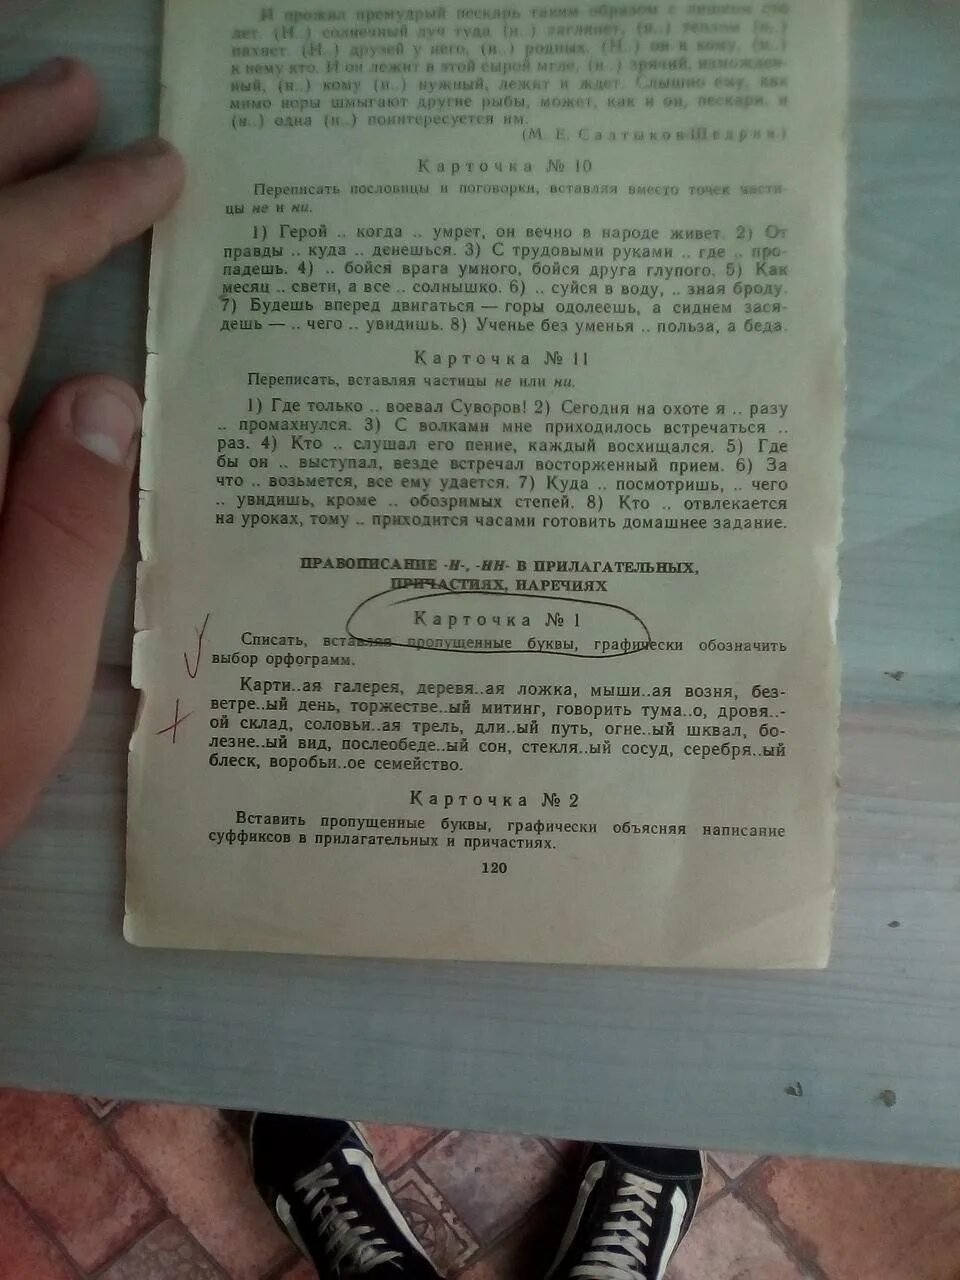 И прожил премудрый пескарь таким образом с лишком сто
лет. (Н..) солнечный луч туда (н..) заглянет, (н..) теплом (н..)
пахнет. (Н..) друзей у него, (н..) родных. (Н..) он к кому, (н..)
к нему кто. И он лежит в этой сырой мгле, (н..) зрячий, изможден-
ный, (н..) кому (н..) нужный, лежит и ждет. Слышно ему, как
мимо норы шмыгают другие рыбы, может, как и он, пескари, и
(н..) одна (н..) поинтересуется им.
(М. Е. Салтыков-Щедрин)
Карточка № 10
Переписать пословицы и поговорки, вставляя вместо точек части-
цы не и ни.
1) Герой .. когда .. умрет, он вечно в народе живет. 2) От
правды .. куда .. денешься. 3) С трудовыми руками .. где .. про-
падешь. 4) .. бойся врага умного, бойся друга глупого. 5) Как
месяц .. свети, а все .. солнышко. 6) .. суйся в воду, .. зная броду.
7) Будешь вперед двигаться — горы одолеешь, а сиднем зася-
дешь — .. чего .. увидишь. 8) Ученье без уменья .. польза, а беда.
Карточка № 11
Переписать, вставляя частицы не или ни.
1) Где только .. воевал Суворов! 2) Сегодня на охоте я .. разу
.. промахнулся. 3) С волками мне приходилось встречаться ..
раз. 4) Кто .. слушал его пение, каждый восхищался. 5) Где
бы он .. выступал, везде встречал восторженный прием. 6) За
что .. возьмется, все ему удается. 7) Куда .. посмотришь, .. чего
.. увидишь, кроме .. обозримых степей. 8) Кто .. отвлекается
на уроках, тому .. приходится часами готовить домашнее задание.
ПРАВОПИСАНИЕ -Н-, -НН- В ПРИЛАГАТЕЛЬНЫХ,
ПРИЧАСТИЯХ, НАРЕЧИЯХ
Карточка № 1
Списать, вставляя пропущенные буквы, графически обозначить
выбор орфограмм.
Карти..ая галерея, деревя..ая ложка, мыши..ая возня, без-
ветре..ый день, торжестве..ый митинг, говорить тума..о, дровя..-
ой склад, соловьи..ая трель, дли..ый путь, огне..ый шквал, бо-
лезне..ый вид, послеобеде..ый сон, стекля..ый сосуд, серебря..ый
блеск, воробьи..ое семейство.
Карточка № 2
Вставить пропущенные буквы, графически объясняя написание
суффиксов в прилагательных и причастиях.
120